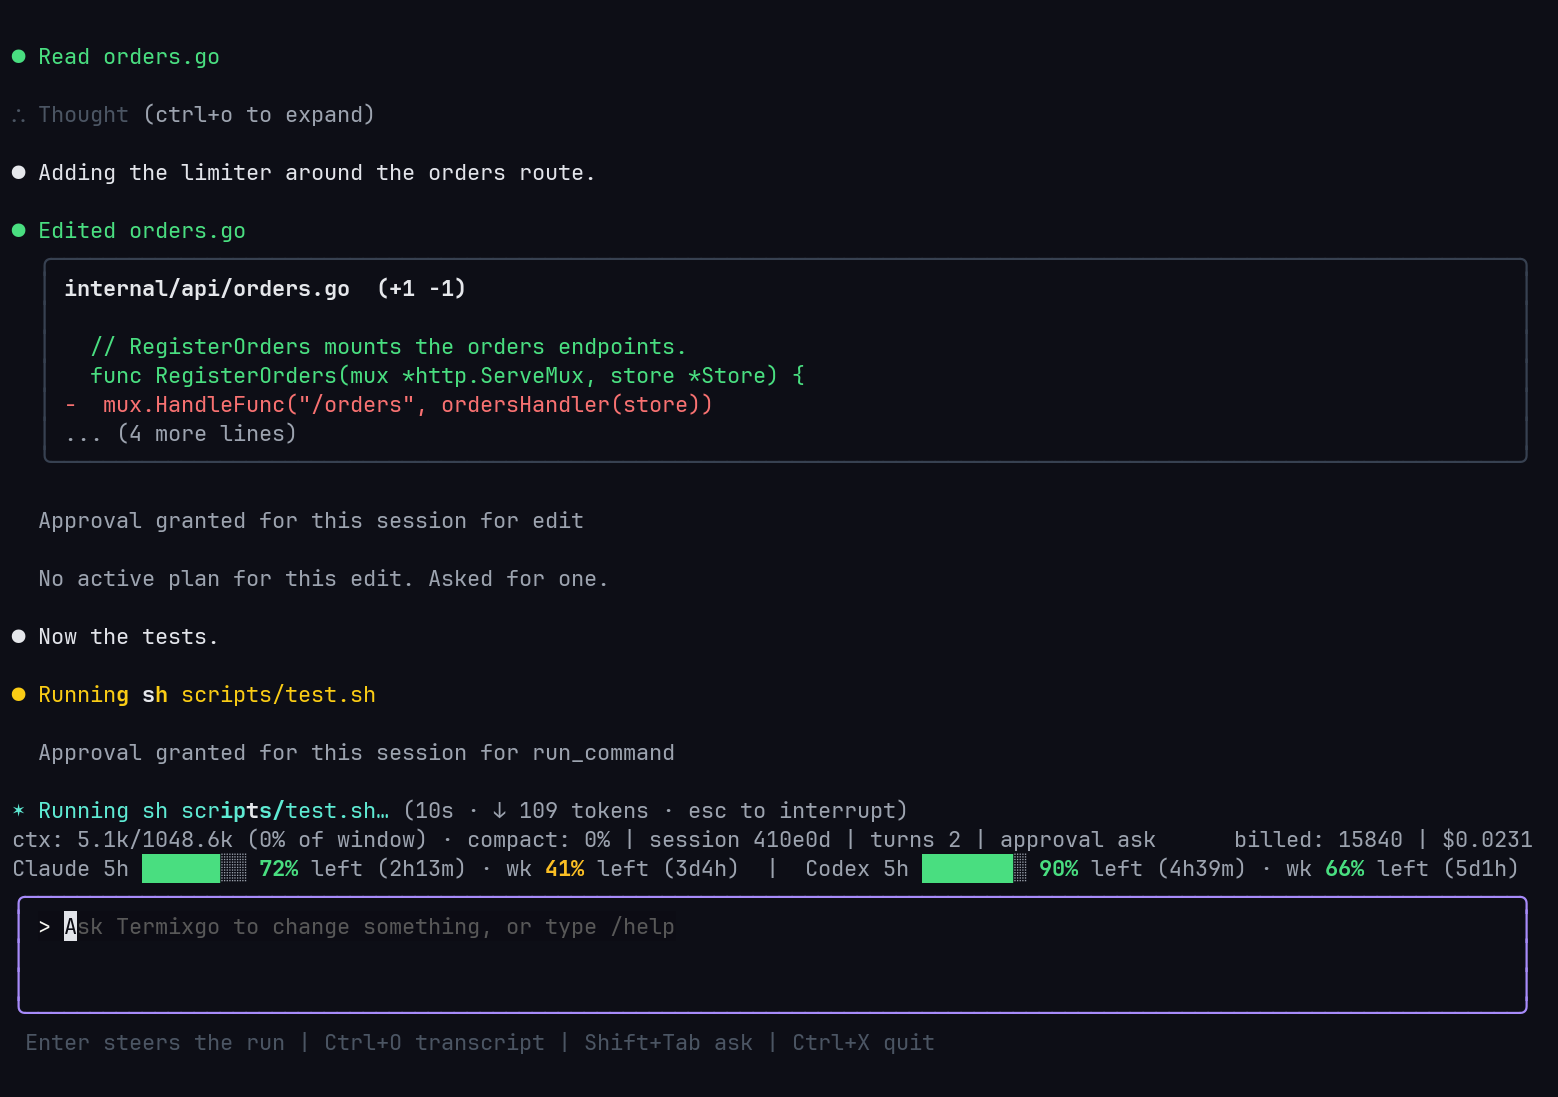 ● Read orders.go
∴ Thought (ctrl+o to expand)
● Adding the limiter around the orders route.
● Edited orders.go
internal/api/orders.go  (+1 -1)
// RegisterOrders mounts the orders endpoints.
func RegisterOrders(mux *http.ServeMux, store *Store) {
-  mux.HandleFunc("/orders", ordersHandler(store))
... (4 more lines)
Approval granted for this session for edit
No active plan for this edit. Asked for one.
● Now the tests.
● Running sh scripts/test.sh
Approval granted for this session for run_command
✶ Running sh scripts/test.sh… (10s · ↓ 109 tokens · esc to interrupt)
ctx: 5.1k/1048.6k (0% of window) · compact: 0% | session 410e0d | turns 2 | approval ask      billed: 15840 | $0.0231
Claude 5h ██████░░ 72% left (2h13m) · wk 41% left (3d4h)  |  Codex 5h ███████░ 90% left (4h39m) · wk 66% left (5d1h)
> Ask Termixgo to change something, or type /help
Enter steers the run | Ctrl+O transcript | Shift+Tab ask | Ctrl+X quit